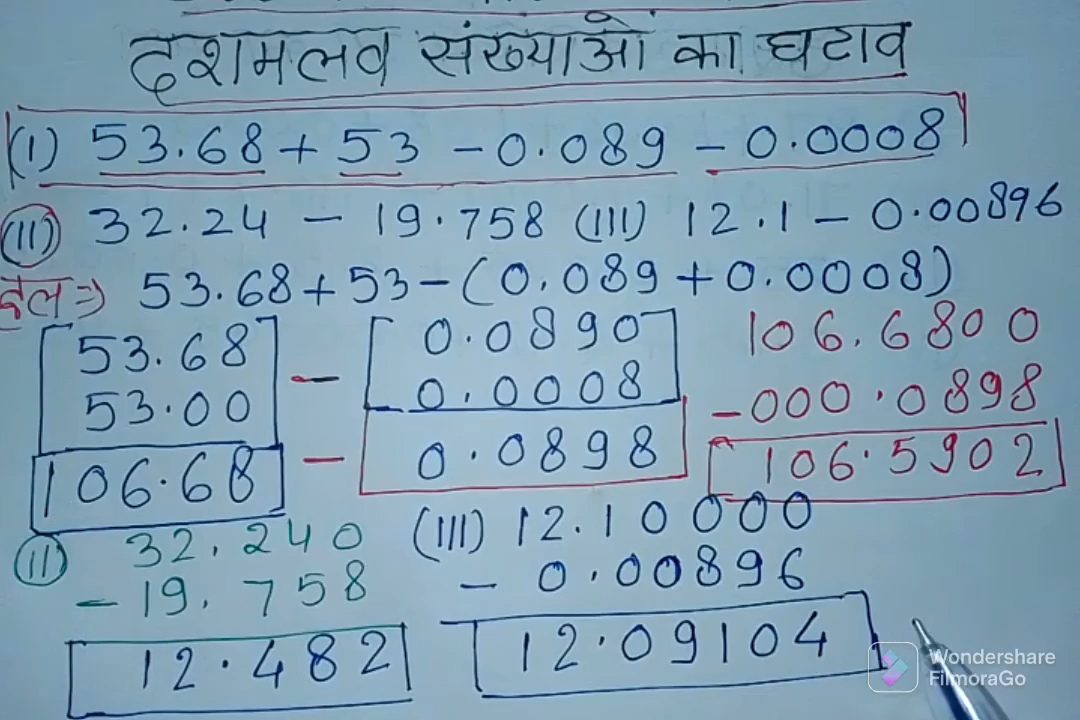 दशमलव संख्याओं का घटाव
(I) 53.68 + 53 - 0.089 - 0.0008
(II) 32.24 - 19.758 (III) 12.1 - 0.00896
हल ⇒ 53.68 + 53 - (0.089 + 0.0008)
53.68
53.00
106.68
-
-
0.0890
0.0008
0.0898
106.6800
-000.0898
106.5902
(II) 32.240
-19.758
12.482
(III) 12.10000
- 0.00896
12.09104
Wondershare
FilmoraGo